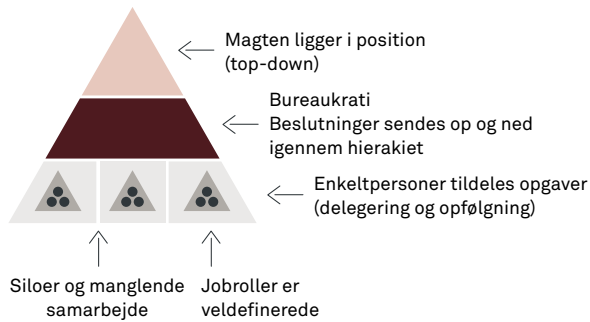 Magten ligger i position
(top-down)
Bureaukrati
Beslutninger sendes op og ned
igennem hierakiet
Enkeltpersoner tildeles opgaver
(delegering og opfølgning)
Siloer og manglende
samarbejde
Jobroller er
veldefinerede